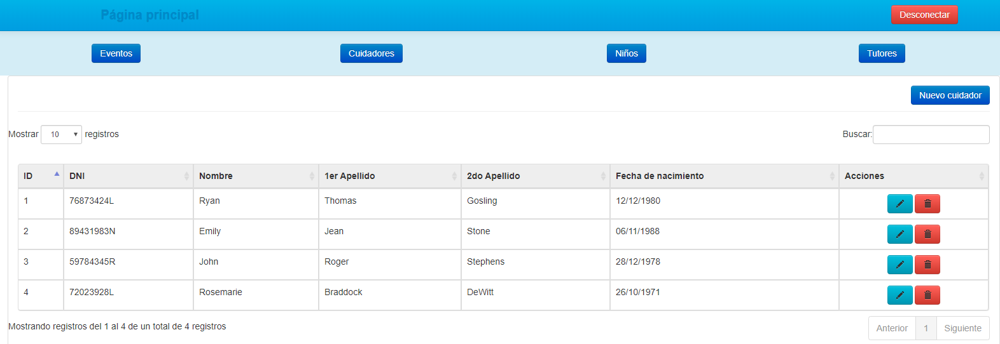 Página principal Desconectar
Eventos Cuidadores Niños Tutores
Nuevo cuidador
Mostrar 10 registros Buscar:
ID DNI Nombre 1er Apellido 2do Apellido Fecha de nacimiento Acciones
1 76873424L Ryan Thomas Gosling 12/12/1980
2 89431983N Emily Jean Stone 06/11/1988
3 59784345R John Roger Stephens 28/12/1978
4 72023928L Rosemarie Braddock DeWitt 26/10/1971
Mostrando registros del 1 al 4 de un total de 4 registros Anterior 1 Siguiente